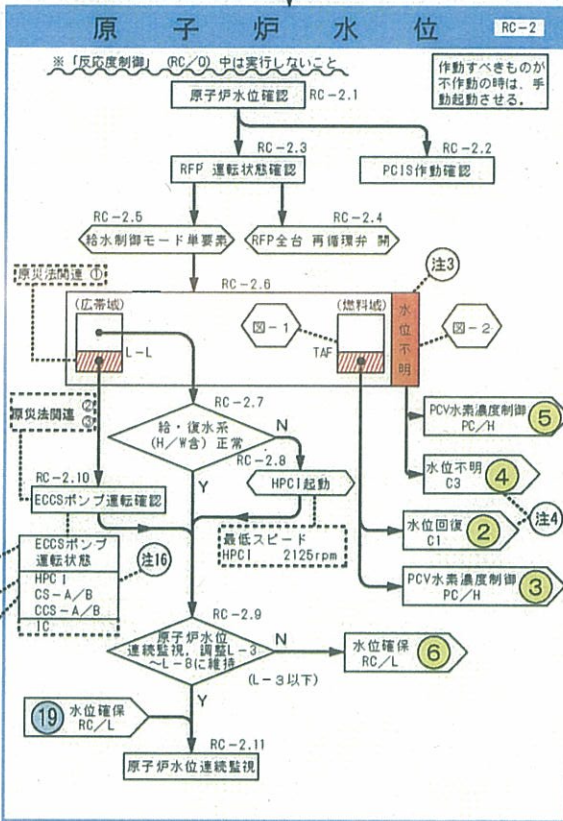 原子炉水位
RC-2
※「反応度制御」(RC/Q)中は実行しないこと
作動すべきものが
不作動の時は、手
動起動させる。
原子炉水位確認
RC-2.1
RC-2.3
RFP 運転状態確認
RC-2.2
PCIS作動確認
RC-2.5
給水制御モード単要素
RC-2.4
RFP全台 再循環弁 開
原災法関連 ①
RC-2.6
注3
(広帯域)
L-L
図-1
(燃料域)
TAF
水位不明
図-2
原災法関連
②
③
RC-2.7
給・復水系
(H/W含)正常
N
Y
RC-2.8
HPCI起動
最低スピード
HPCI 2125rpm
PCV水素濃度制御
PC/H
5
水位不明
C3
4
注4
水位回復
C1
2
PCV水素濃度制御
PC/H
3
RC-2.10
ECCSポンプ運転確認
ECCSポンプ
運転状態
HPCI
CS-A/B
CCS-A/B
IC
注16
RC-2.9
原子炉水位
連続監視、調整L-3
~L-8に維持
N
(L-3以下)
水位確保
RC/L
6
Y
19
水位確保
RC/L
RC-2.11
原子炉水位連続監視